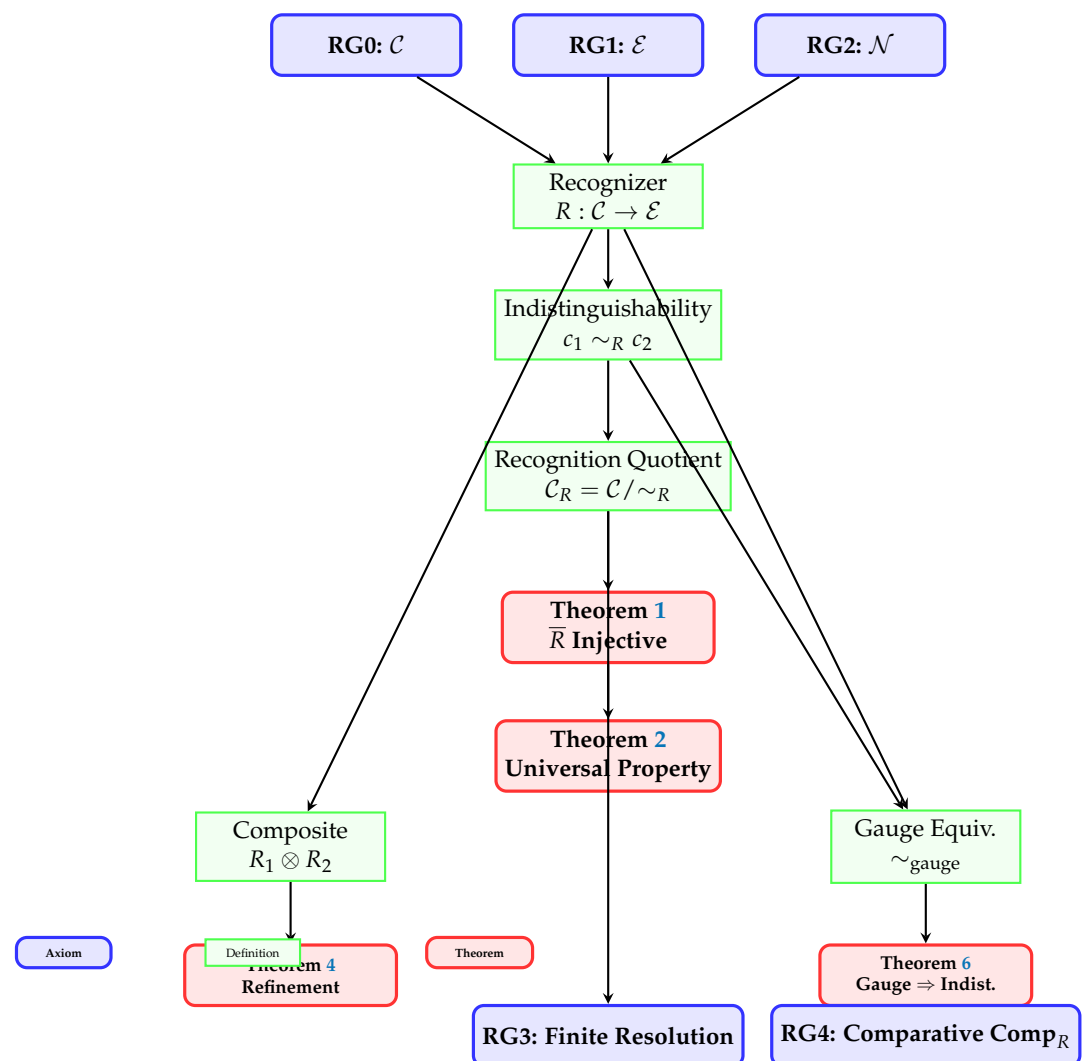 RG0: 𝒞
RG1: ℰ
RG2: 𝒩
Recognizer
R : 𝒞 → ℰ
Indistinguishability
c₁ ∼_R c₂
Recognition Quotient
𝒞_R = 𝒞/∼_R
Theorem 1
R̅ Injective
Theorem 2
Universal Property
Composite
R₁ ⊗ R₂
Gauge Equiv.
∼gauge
Axiom
Definition
Theorem
Theorem 4
Refinement
Theorem 6
Gauge ⇒ Indist.
RG3: Finite Resolution
RG4: Comparative Comp_R